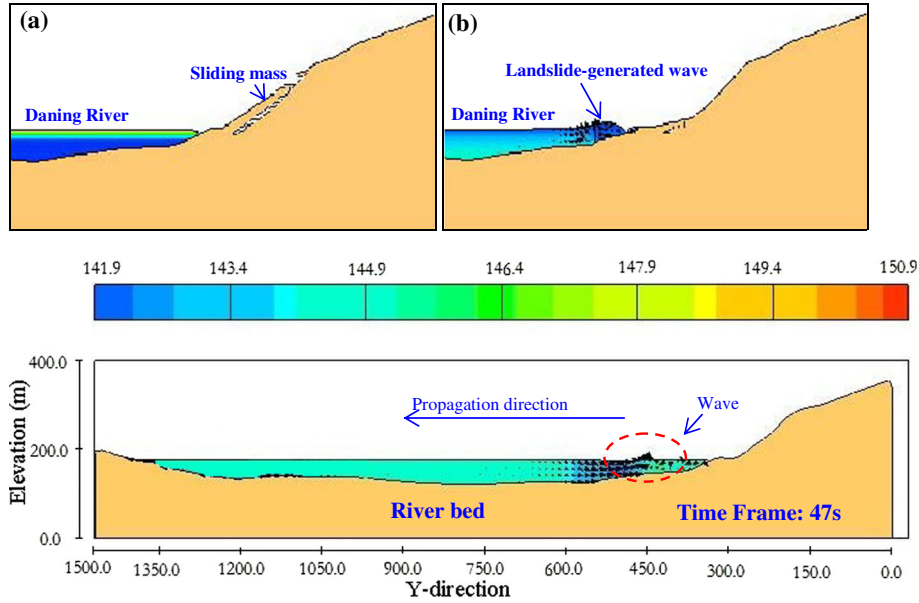 (a)
Sliding mass
Daning River
(b)
Landslide-generated wave
Daning River
141.9 143.4 144.9 146.4 147.9 149.4 150.9
Elevation (m)
400.0
200.0
0.0
Propagation direction
Wave
River bed
Time Frame: 47s
1500.0 1350.0 1200.0 1050.0 900.0 750.0 600.0 450.0 300.0 150.0 0.0
Y-direction